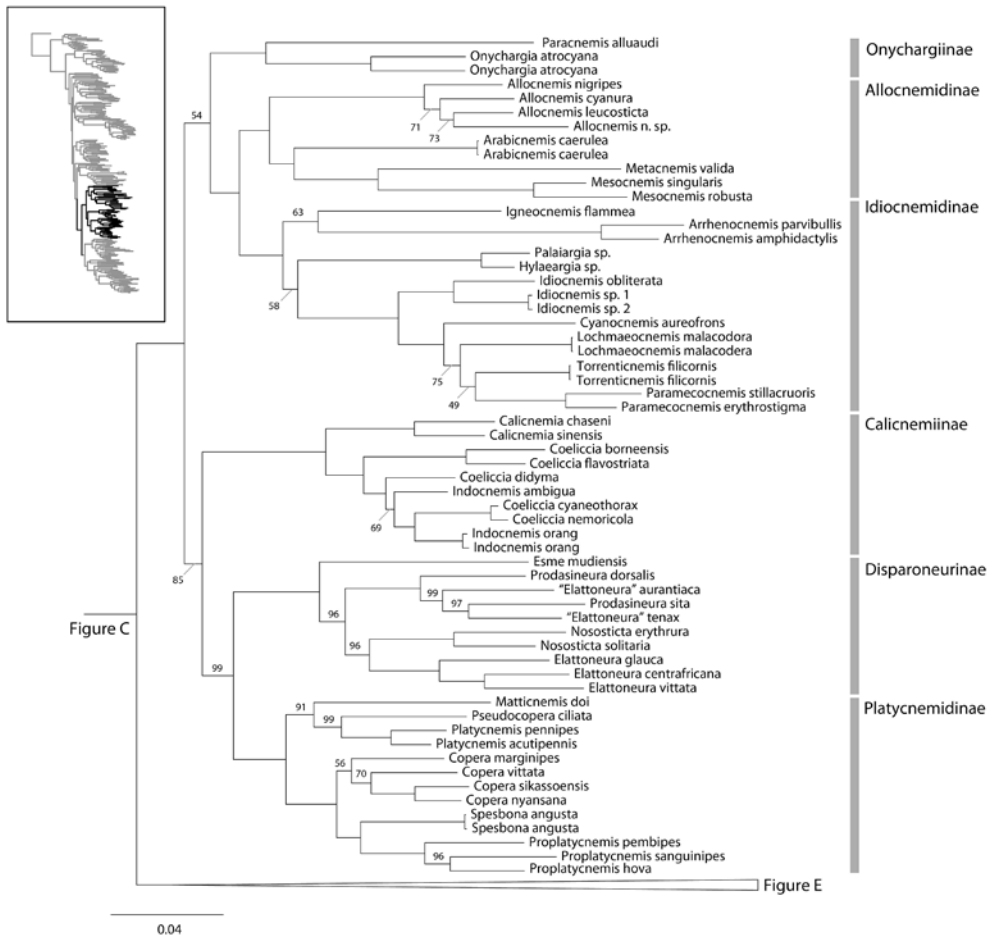 Paracnemis alluaudi
Onychargia atrocyana
Onychargia atrocyana
Onychargiinae
54
Allocnemis nigripes
Allocnemis cyanura
Allocnemis leucosticta
Allocnemis n. sp.
71
73
Arabicnemis caerulea
Arabicnemis caerulea
Metacnemis valida
Mesocnemis singularis
Mesocnemis robusta
Allocnemidinae
63
Igneocnemis flammea
Arrhenocnemis parvibullis
Arrhenocnemis amphidactylis
Palaiargia sp.
Hylaeargia sp.
58
Idiocnemis obliterata
Idiocnemis sp. 1
Idiocnemis sp. 2
Cyanocnemis aureofrons
Lochmaeocnemis malacodora
Lochmaeocnemis malacodera
75
Torrenticnemis filicornis
Torrenticnemis filicornis
49
Paramecocnemis stillacruoris
Paramecocnemis erythrostigma
Idiocnemidinae
Calicnemia chaseni
Calicnemia sinensis
Coeliccia borneensis
Coeliccia flavostriata
Coeliccia didyma
Indocnemis ambigua
Coeliccia cyaneothorax
Coeliccia nemoricola
69
Indocnemis orang
Indocnemis orang
Calicnemiinae
85
Esme mudiensis
Prodasineura dorsalis
99
"Elattoneura" aurantiaca
97
Prodasineura sita
"Elattoneura" tenax
96
96
Nososticta erythrura
Nososticta solitaria
Elattoneura glauca
Elattoneura centrafricana
Elattoneura vittata
Disparoneurinae
Figure C
99
91
Matticnemis doi
99
Pseudocopera ciliata
Platycnemis pennipes
Platycnemis acutipennis
56
Copera marginipes
70
Copera vittata
Copera sikassoensis
Copera nyansana
Spesbona angusta
Spesbona angusta
Proplatycnemis pembipes
96
Proplatycnemis sanguinipes
Proplatycnemis hova
Platycnemidinae
Figure E
0.04